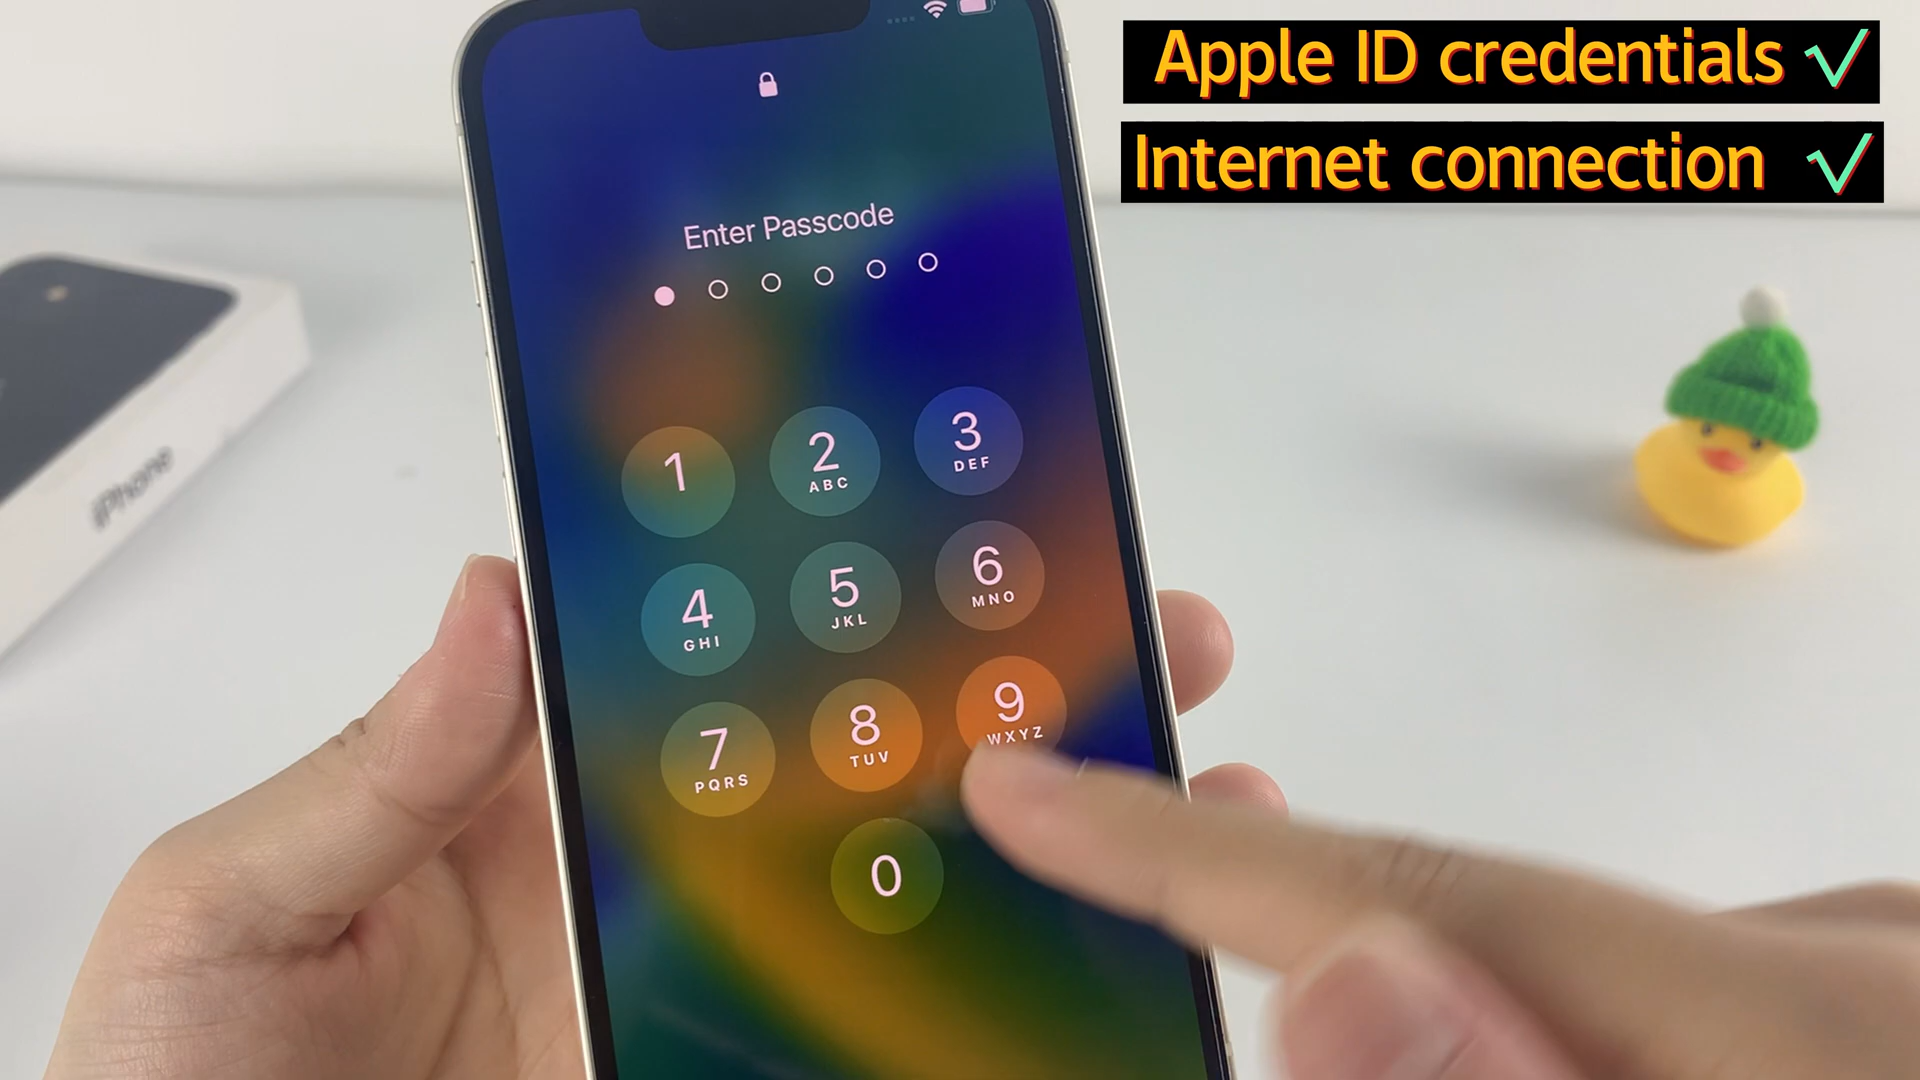 Apple ID credentials √
Internet connection √
Enter Passcode
1
2
ABC
3
DEF
4
GHI
5
JKL
6
MNO
7
PQRS
8
TUV
9
WXYZ
0
iPhone